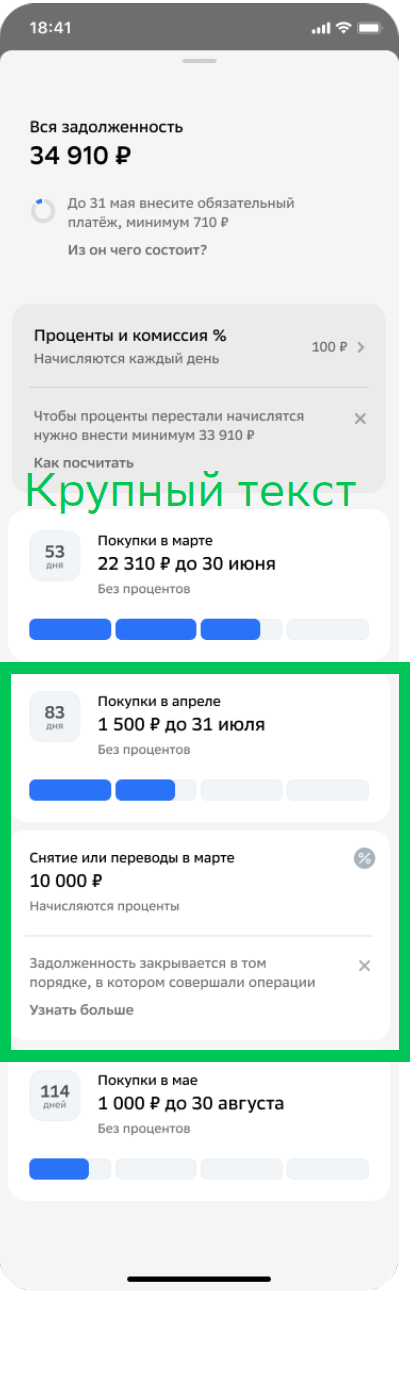 18:41
Вся задолженность
34 910 ₽
До 31 мая внесите обязательный
платёж, минимум 710 ₽
Из он чего состоит?
Проценты и комиссия %
100 ₽
Начисляются каждый день
Чтобы проценты перестали начислятся
нужно внести минимум 33 910 ₽
Как посчитать
Крупный текст
53
дня
Покупки в марте
22 310 ₽ до 30 июня
Без процентов
83
дня
Покупки в апреле
1 500 ₽ до 31 июля
Без процентов
Снятие или переводы в марте
%
10 000 ₽
Начисляются проценты
Задолженность закрывается в том
порядке, в котором совершали операции
Узнать больше
114
дней
Покупки в мае
1 000 ₽ до 30 августа
Без процентов